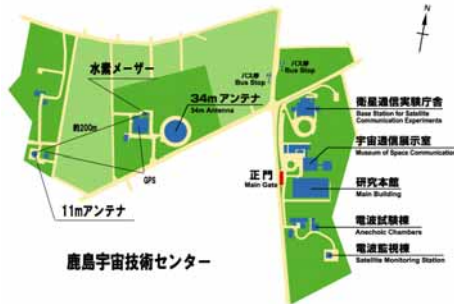 N
バス停
Bus Stop
バス停
Bus Stop
水素メーザー
34mアンテナ
34m Antenna
衛星通信実験庁舎
Base Station for Satellite
Communication Experiments
約200m
宇宙通信展示室
Museum of Space Communication
GPS
正門
Main Gate
研究本館
Main Building
11mアンテナ
電波試験棟
Anechoic Chambers
電波監視棟
Satellite Monitoring Station
鹿島宇宙技術センター